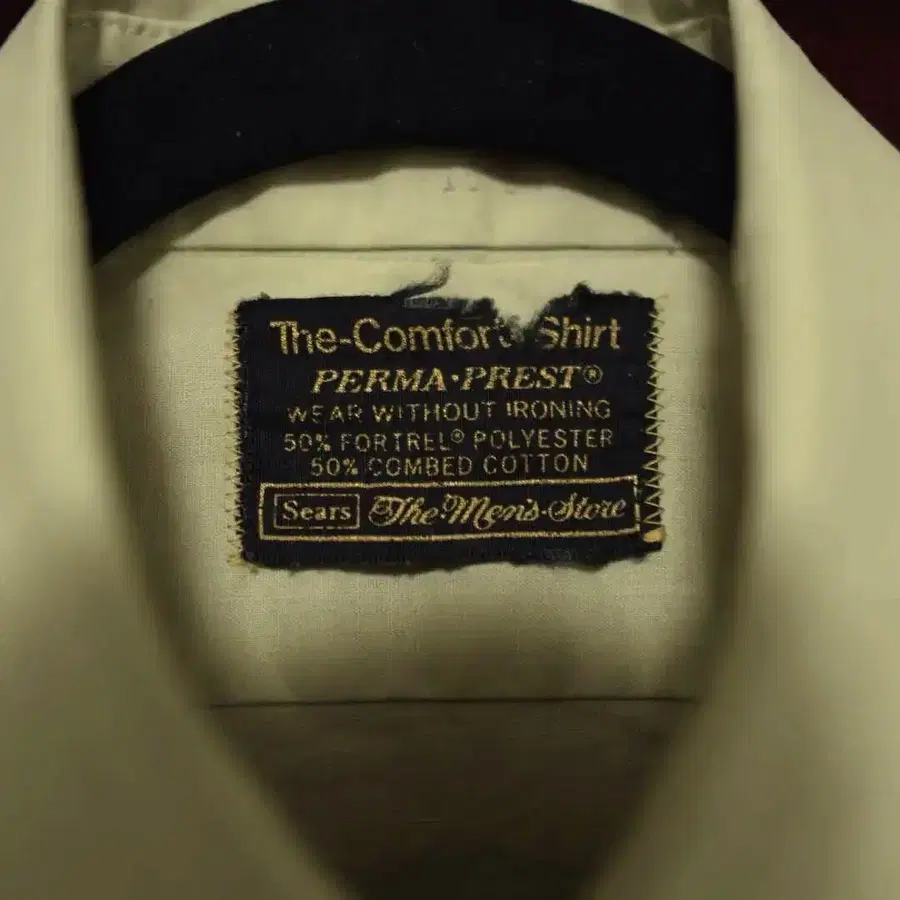 The-Comfort Shirt
PERMA·PREST®
WEAR WITHOUT IRONING
50% FORTREL® POLYESTER
50% COMBED COTTON
Sears The Men's Store